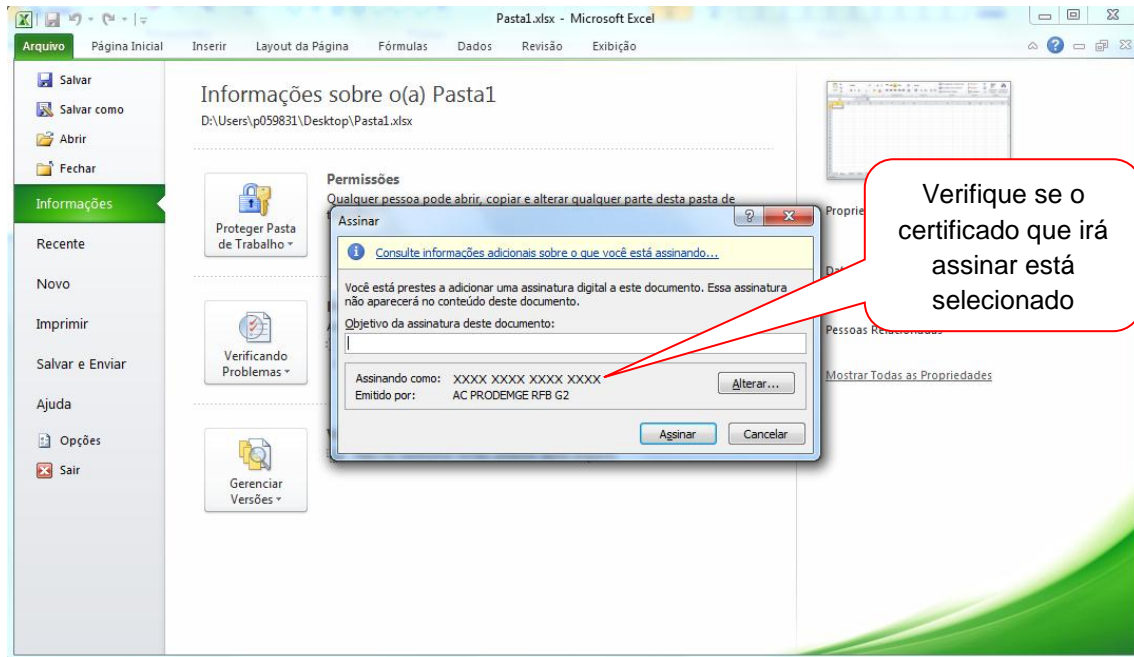 Pasta1.xlsx - Microsoft Excel
Arquivo Página Inicial Inserir Layout da Página Fórmulas Dados Revisão Exibição
Salvar
Salvar como
Abrir
Fechar
Informações
Recente
Novo
Imprimir
Salvar e Enviar
Ajuda
Opções
Sair
Informações sobre o(a) Pasta1
D:\Users\p059831\Desktop\Pasta1.xlsx
Proteger Pasta
de Trabalho
Permissões
Qualquer pessoa pode abrir, copiar e alterar qualquer parte desta pasta de
Verificando
Problemas
Gerenciar
Versões
Assinar
Consulte informações adicionais sobre o que você está assinando...
Você está prestes a adicionar uma assinatura digital a este documento. Essa assinatura
não aparecerá no conteúdo deste documento.
Objetivo da assinatura deste documento:
Assinando como: XXXX XXXX XXXX XXXX
Emitido por: AC PRODEMGE RFB G2
Alterar...
Assinar Cancelar
Verifique se o
certificado que irá
assinar está
selecionado
Pessoas Relacionadas
Mostrar Todas as Propriedades